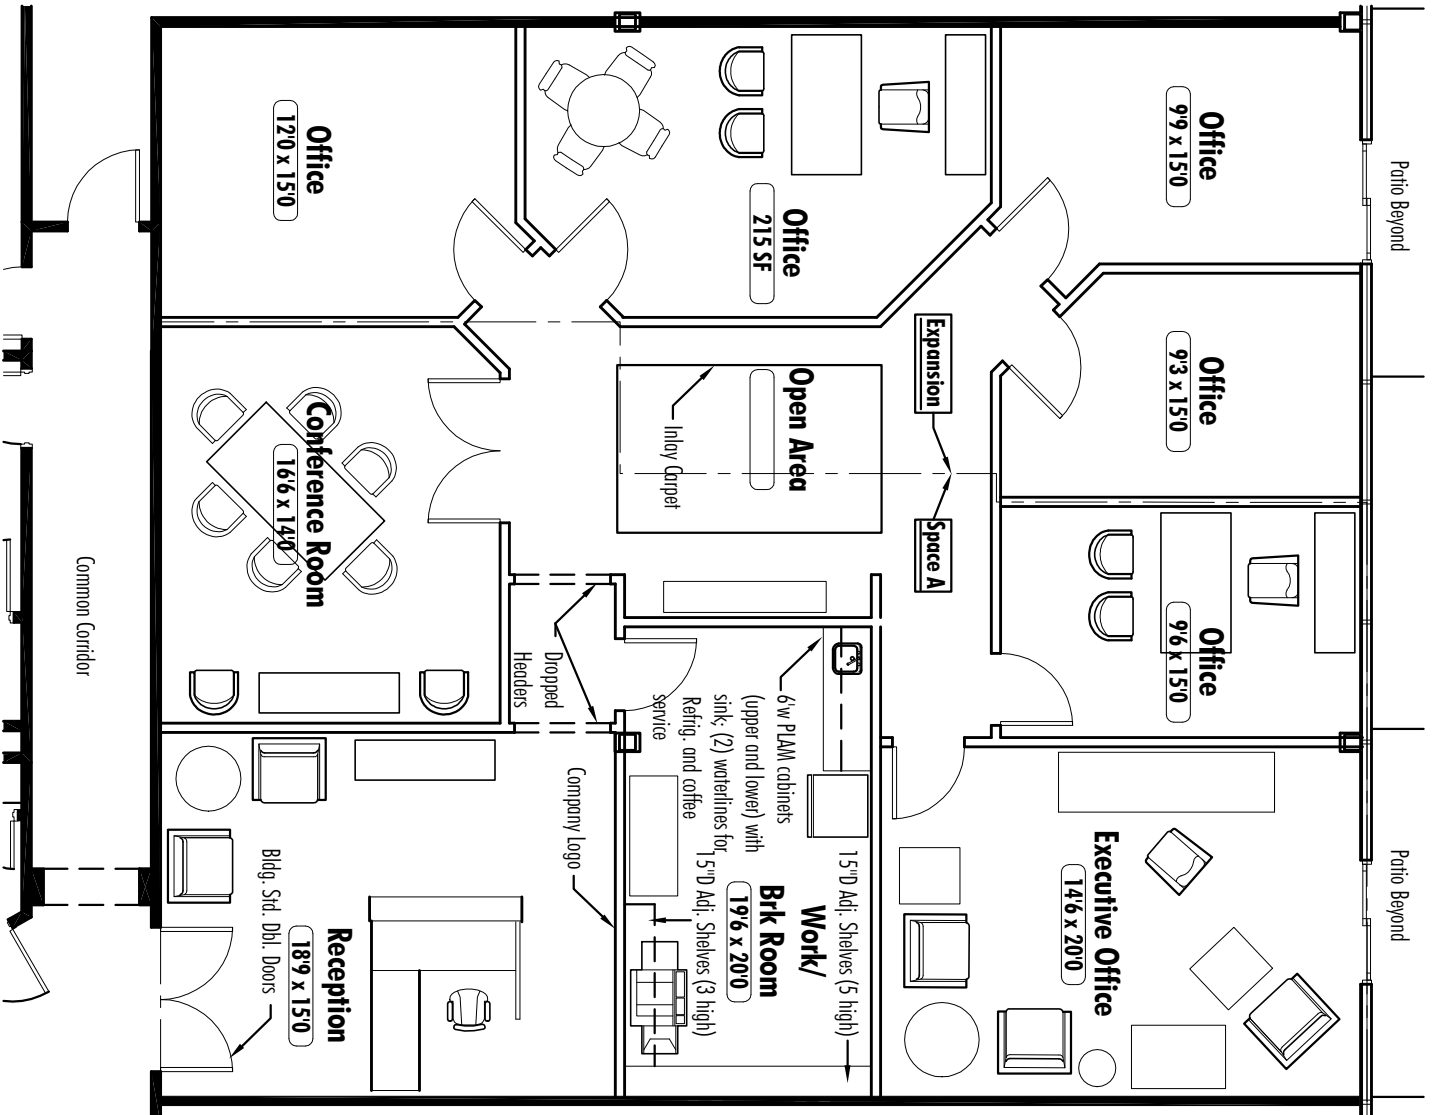 Patio Beyond
Patio Beyond
Office
9'9 x 15'0
Office
9'3 x 15'0
Office
9'6 x 15'0
Executive Office
14'6 x 20'0
Office
215 SF
Expansion
Space A
Open Area
Inlay Carpet
Office
12'0 x 15'0
Conference Room
16'6 x 14'0
Dropped
Headers
6'w PLAM cabinets
(upper and lower) with
sink; (2) waterlines for
Refrig. and coffee
service
15"D Adj. Shelves (5 high)
Work/
Brk Room
19'6 x 20'0
15"D Adj. Shelves (3 high)
Company Logo
Reception
18'9 x 15'0
Bldg. Std. Dbl. Doors
Common Corridor